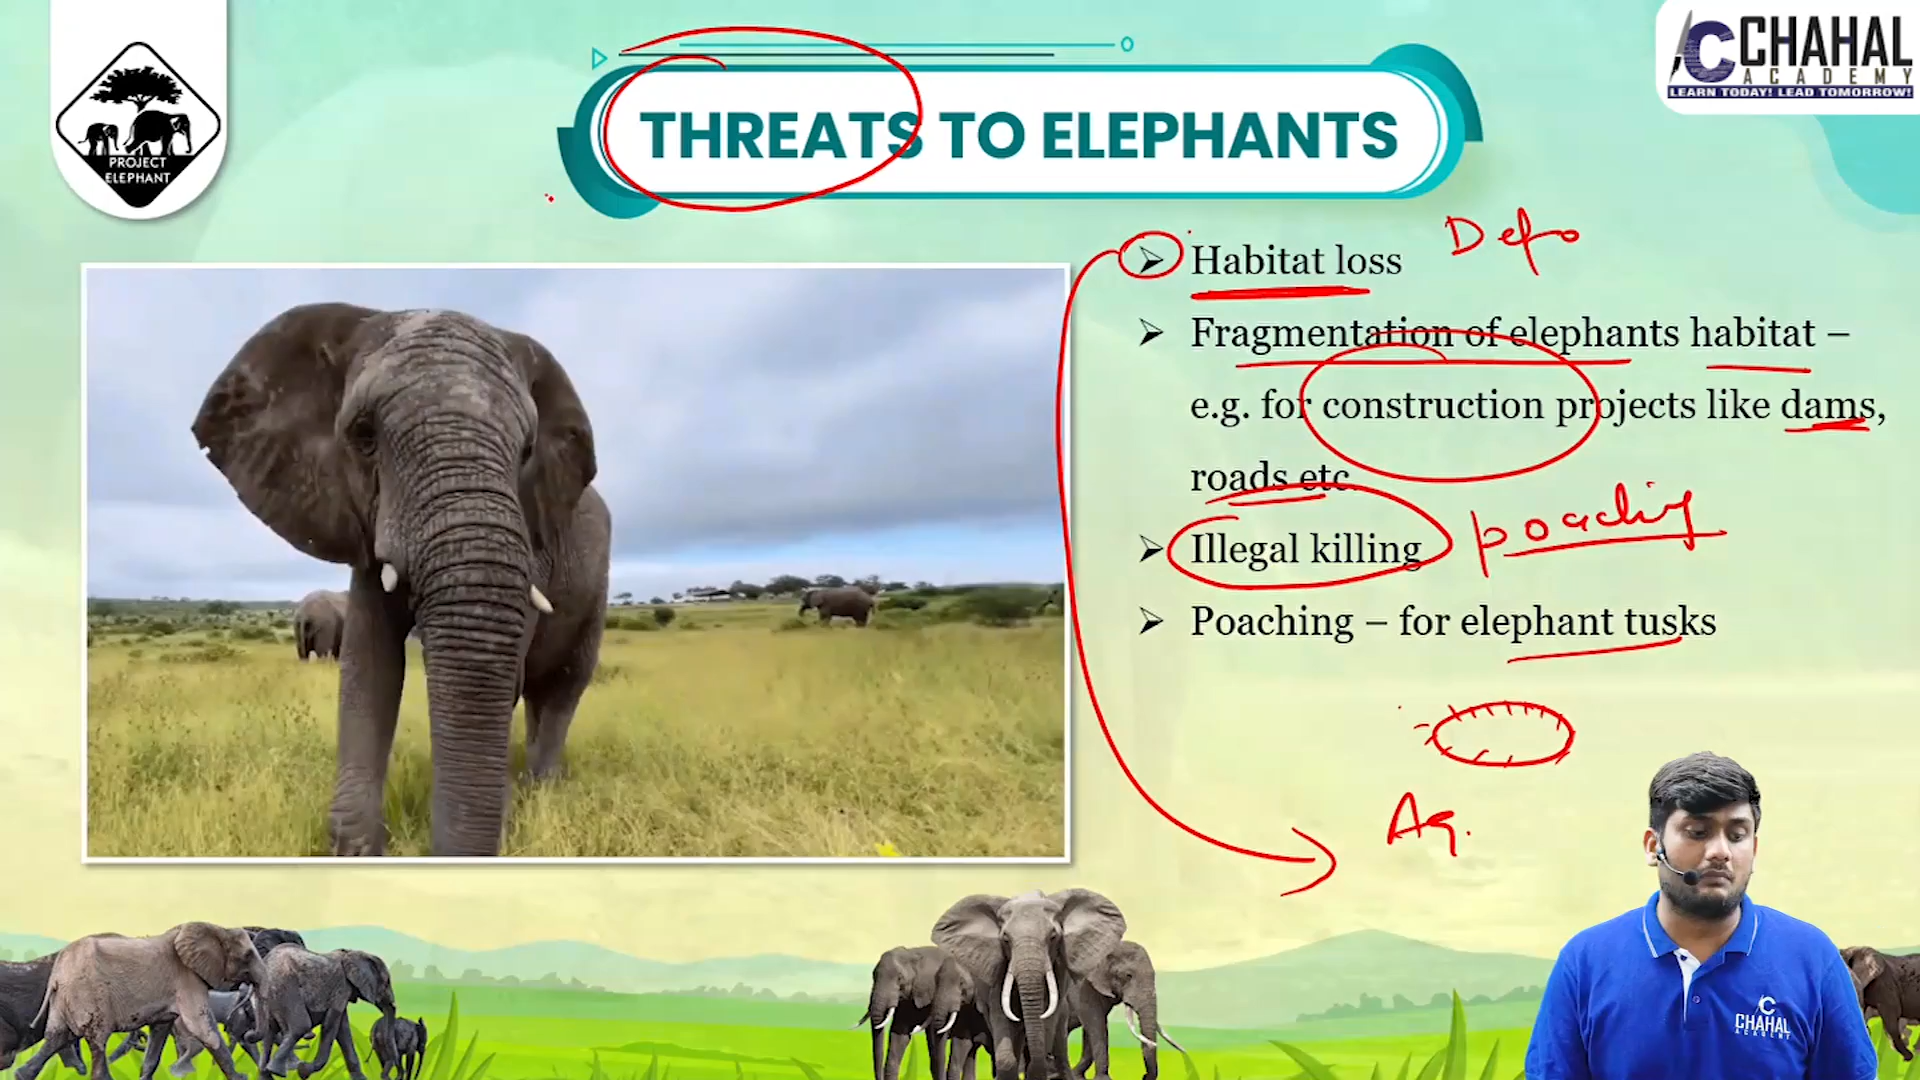 PROJECT
ELEPHANT
CHAHAL
ACADEMY
LEARN TODAY! LEAD TOMORROW!
THREATS TO ELEPHANTS
➢ Habitat loss
Defo
➢ Fragmentation of elephants habitat –
e.g. for construction projects like dams,
roads etc.
➢ Illegal killing
poaching
➢ Poaching – for elephant tusks
CHAHAL
ACADEMY